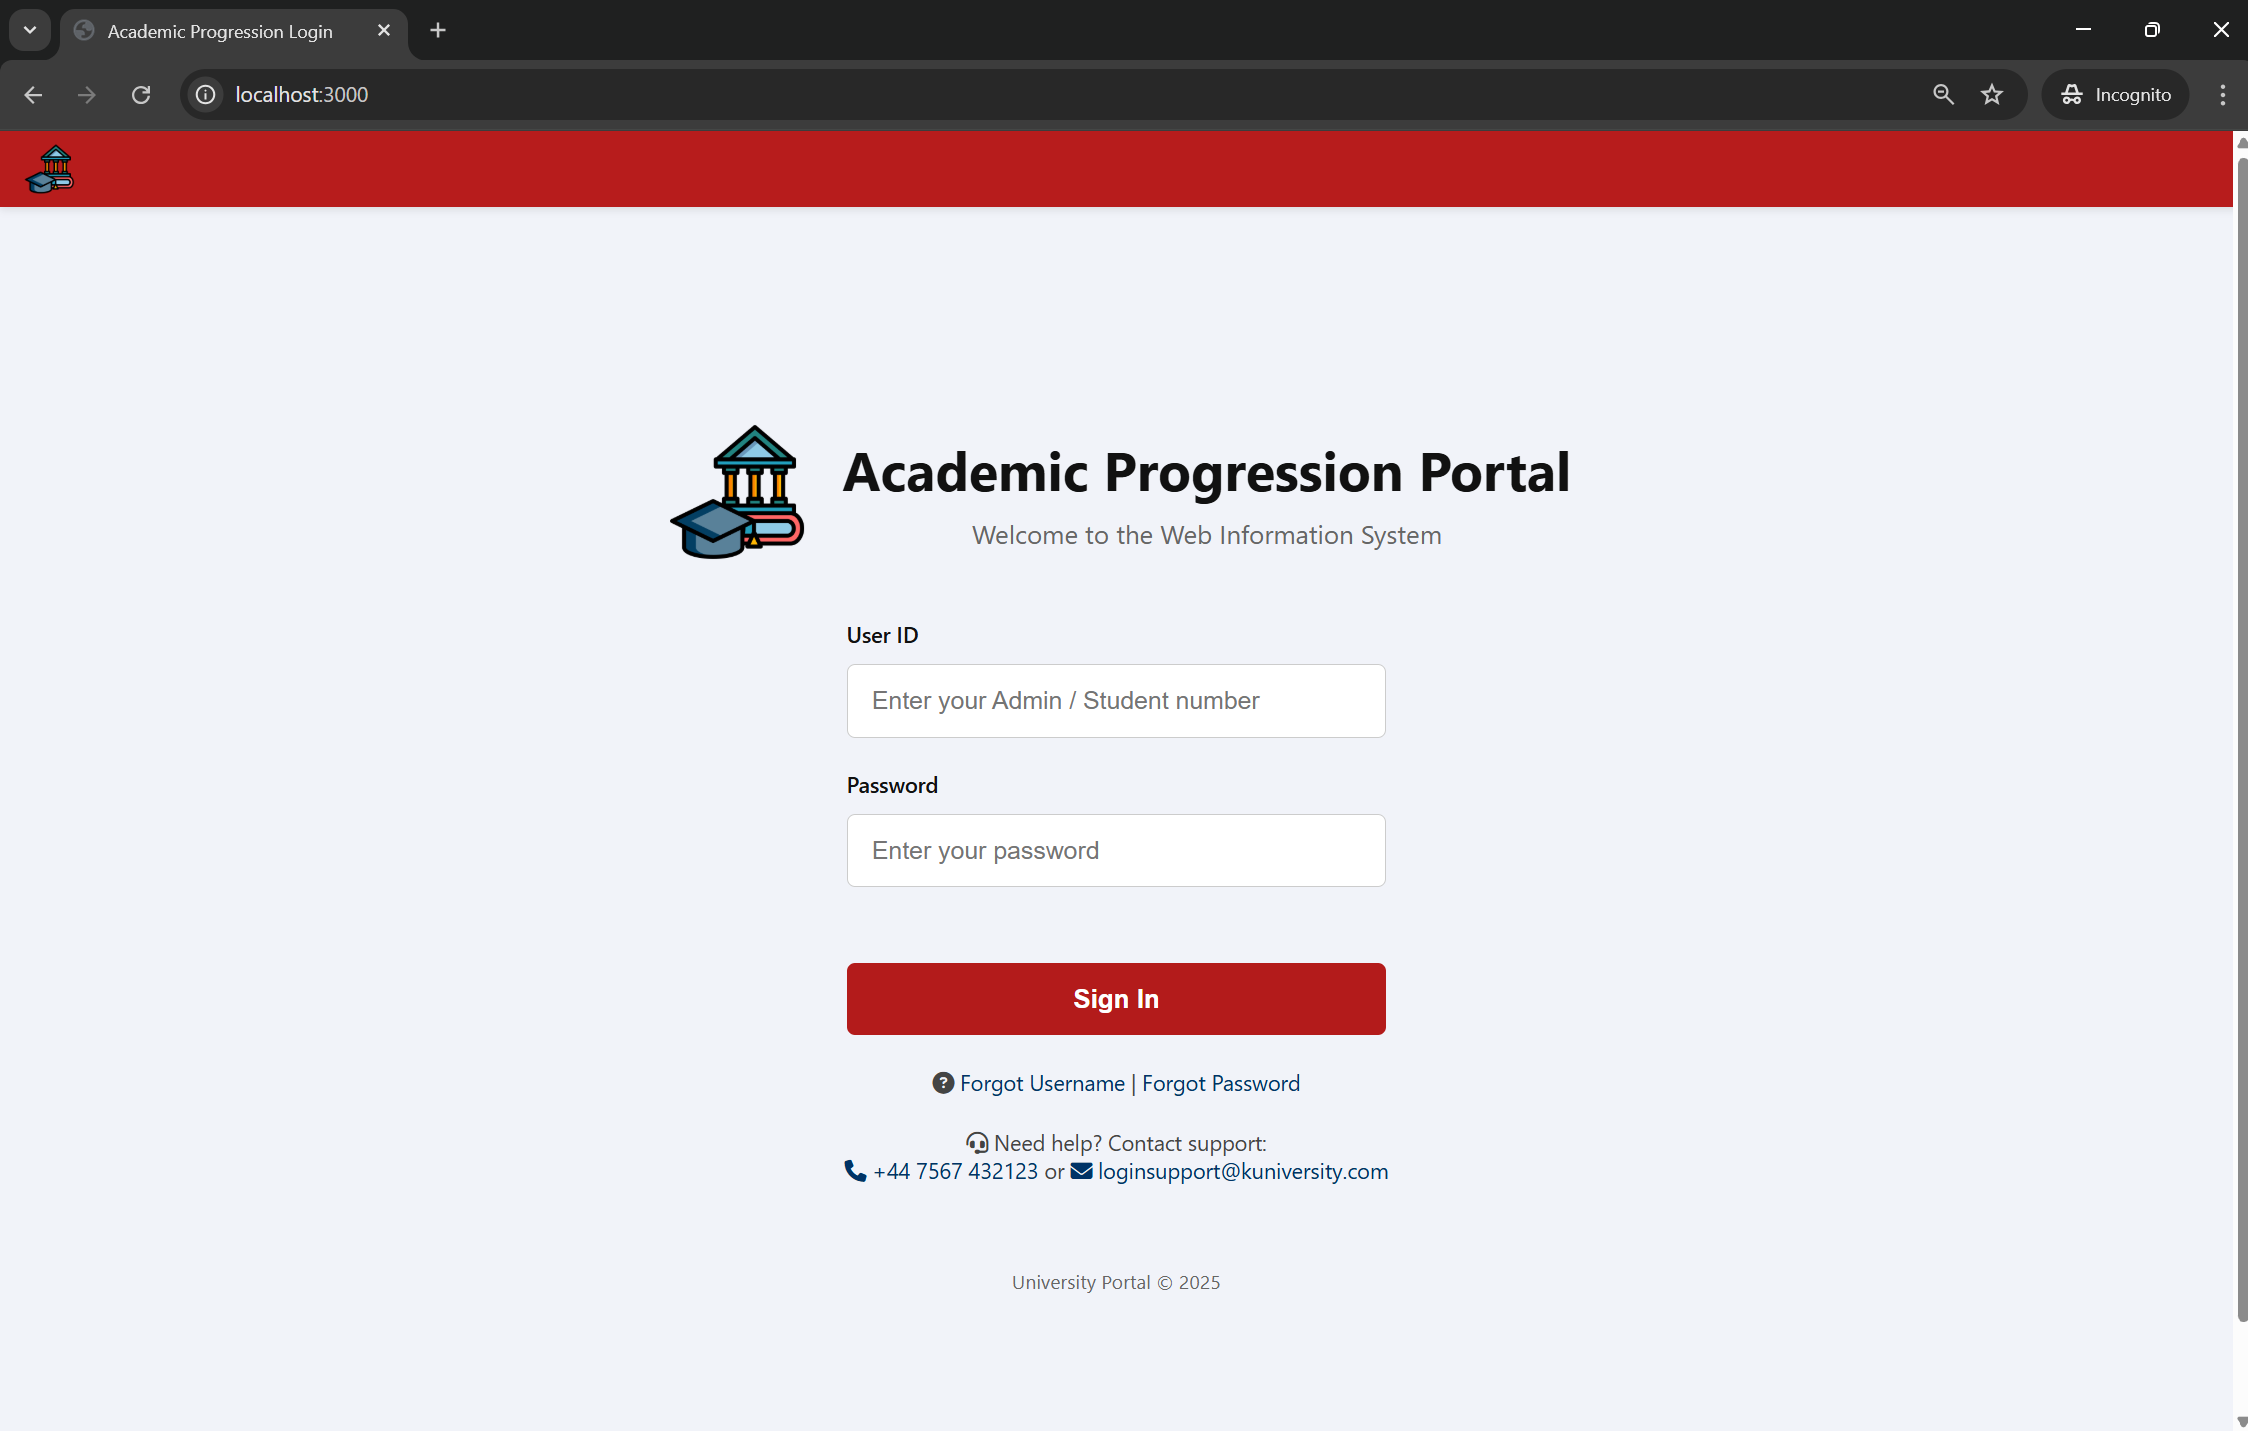 Academic Progression Login
localhost:3000
Incognito
Academic Progression Portal
Welcome to the Web Information System
User ID
Enter your Admin / Student number
Password
Enter your password
Sign In
Forgot Username | Forgot Password
Need help? Contact support:
+44 7567 432123 or loginsupport@kuniversity.com
University Portal © 2025